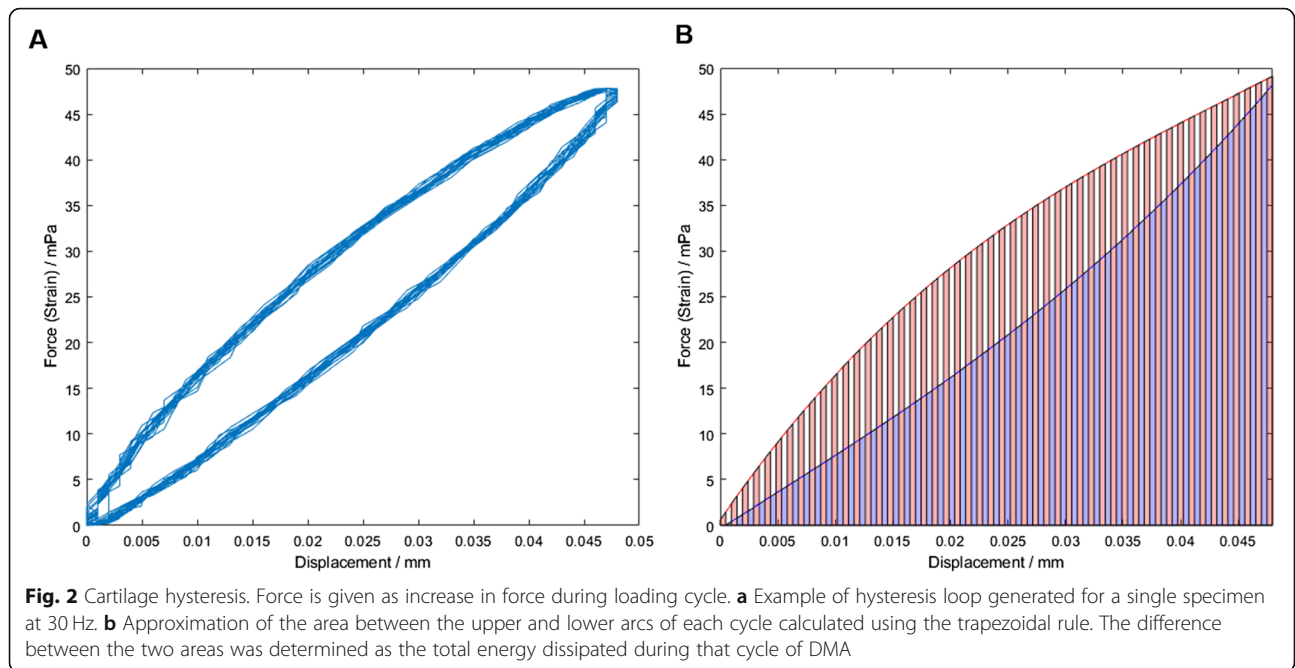 A
B
50
45
40
35
30
25
20
15
10
5
0
Force (Strain) / mPa
0 0.005 0.01 0.015 0.02 0.025 0.03 0.035 0.04 0.045 0.05
Displacement / mm
50
45
40
35
30
25
20
15
10
5
0
Force (Strain) / mPa
0 0.005 0.01 0.015 0.02 0.025 0.03 0.035 0.04 0.045
Displacement / mm
Fig. 2 Cartilage hysteresis. Force is given as increase in force during loading cycle. a Example of hysteresis loop generated for a single specimen
at 30 Hz. b Approximation of the area between the upper and lower arcs of each cycle calculated using the trapezoidal rule. The difference
between the two areas was determined as the total energy dissipated during that cycle of DMA